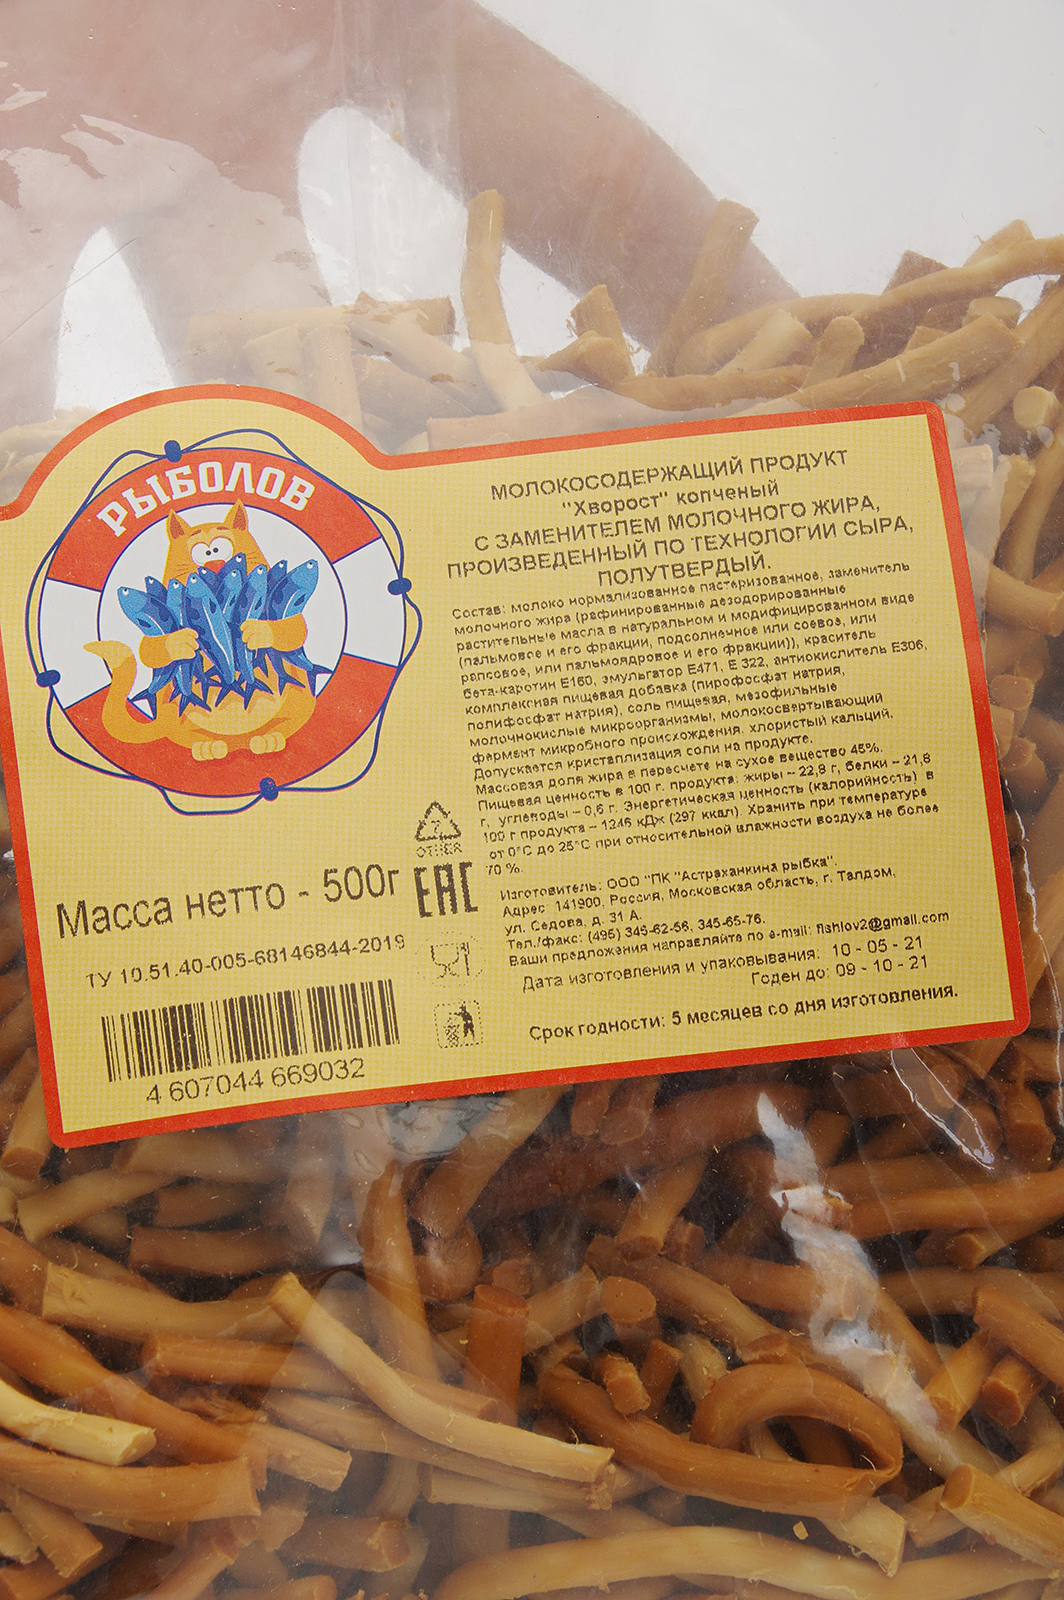 РЫБОЛОВ
МОЛОКОСОДЕРЖАЩИЙ ПРОДУКТ
"Хворост" копченый
С ЗАМЕНИТЕЛЕМ МОЛОЧНОГО ЖИРА,
ПРОИЗВЕДЕННЫЙ ПО ТЕХНОЛОГИИ СЫРА,
ПОЛУТВЕРДЫЙ.
Состав: молоко нормализованное пастеризованное, заменитель
молочного жира (рафинированные дезодорированные
растительные масла в натуральном и модифицированном виде
(пальмовое и его фракции, подсолнечное или соевое, или
рапсовое, или пальмоядровое и его фракции)), краситель
бета-каротин Е160, эмульгатор Е471, Е 322, антиокислитель Е306,
комплексная пищевая добавка (пирофосфат натрия,
полифосфат натрия), соль пищевая, мезофильные
молочнокислые микроорганизмы, молокосвертывающий
фермент микробного происхождения, хлористый кальций.
Допускается кристаллизация соли на продукте.
Массовая доля жира в пересчете на сухое вещество 45%.
Пищевая ценность в 100 г. продукта: жиры – 22,8 г, белки – 21,8
г, углеводы – 0,6 г. Энергетическая ценность (калорийность) в
100 г продукта – 1246 кДж (297 ккал). Хранить при температуре
от 0°С до 25°С при относительной влажности воздуха не более
70 %.
Изготовитель: ООО "ПК "Астраханкина рыбка".
Адрес: 141900, Россия, Московская область, г. Талдом,
ул. Седова, д. 31 А.
Тел./факс: (495) 345-62-56, 345-65-76.
Ваши предложения направляйте по e-mail: fishlov2@gmail.com
Дата изготовления и упаковывания: 10 - 05 - 21
Годен до: 09 - 10 - 21
Срок годности: 5 месяцев со дня изготовления.
7
OTHER
ЕАС
Масса нетто - 500г
ТУ 10.51.40-005-68146844-2019
4 607044 669032